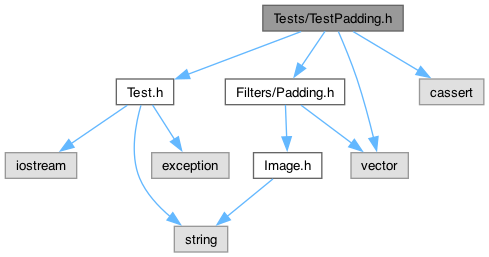 Tests/TestPadding.h
Test.h
Filters/Padding.h
cassert
iostream
exception
Image.h
vector
string